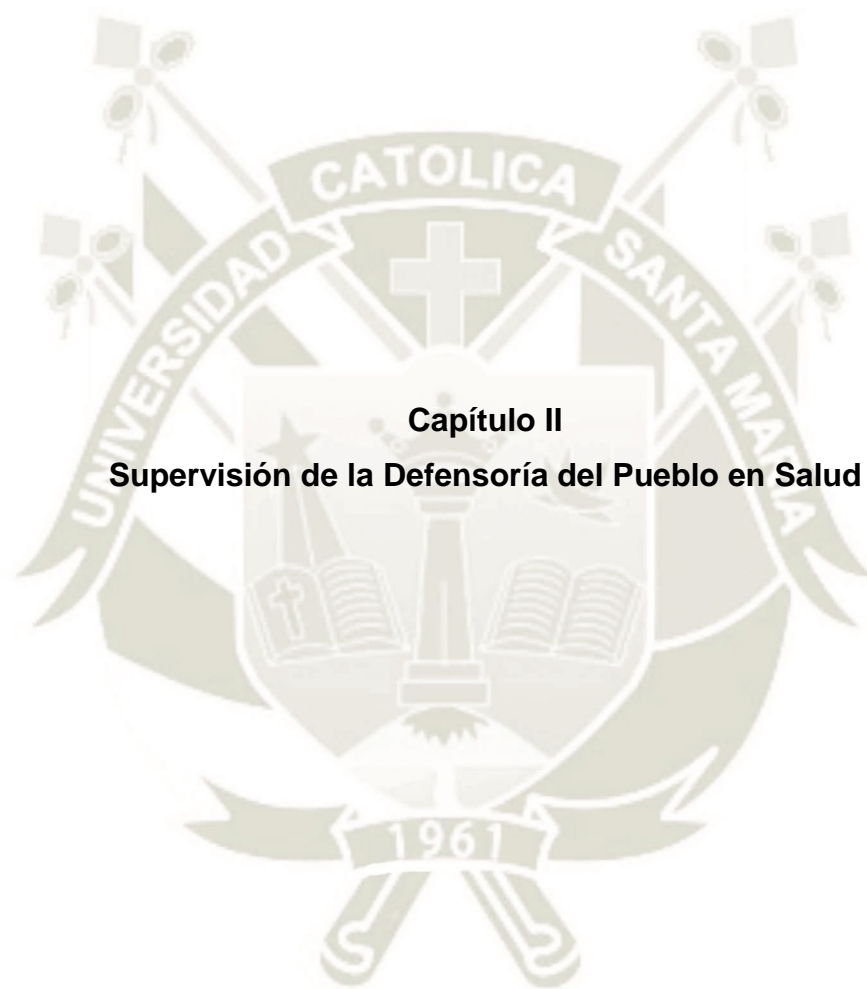 CATOLICA
UNIVERSIDAD
SANTA MARIA
Capítulo II
Supervisión de la Defensoría del Pueblo en Salud
1961